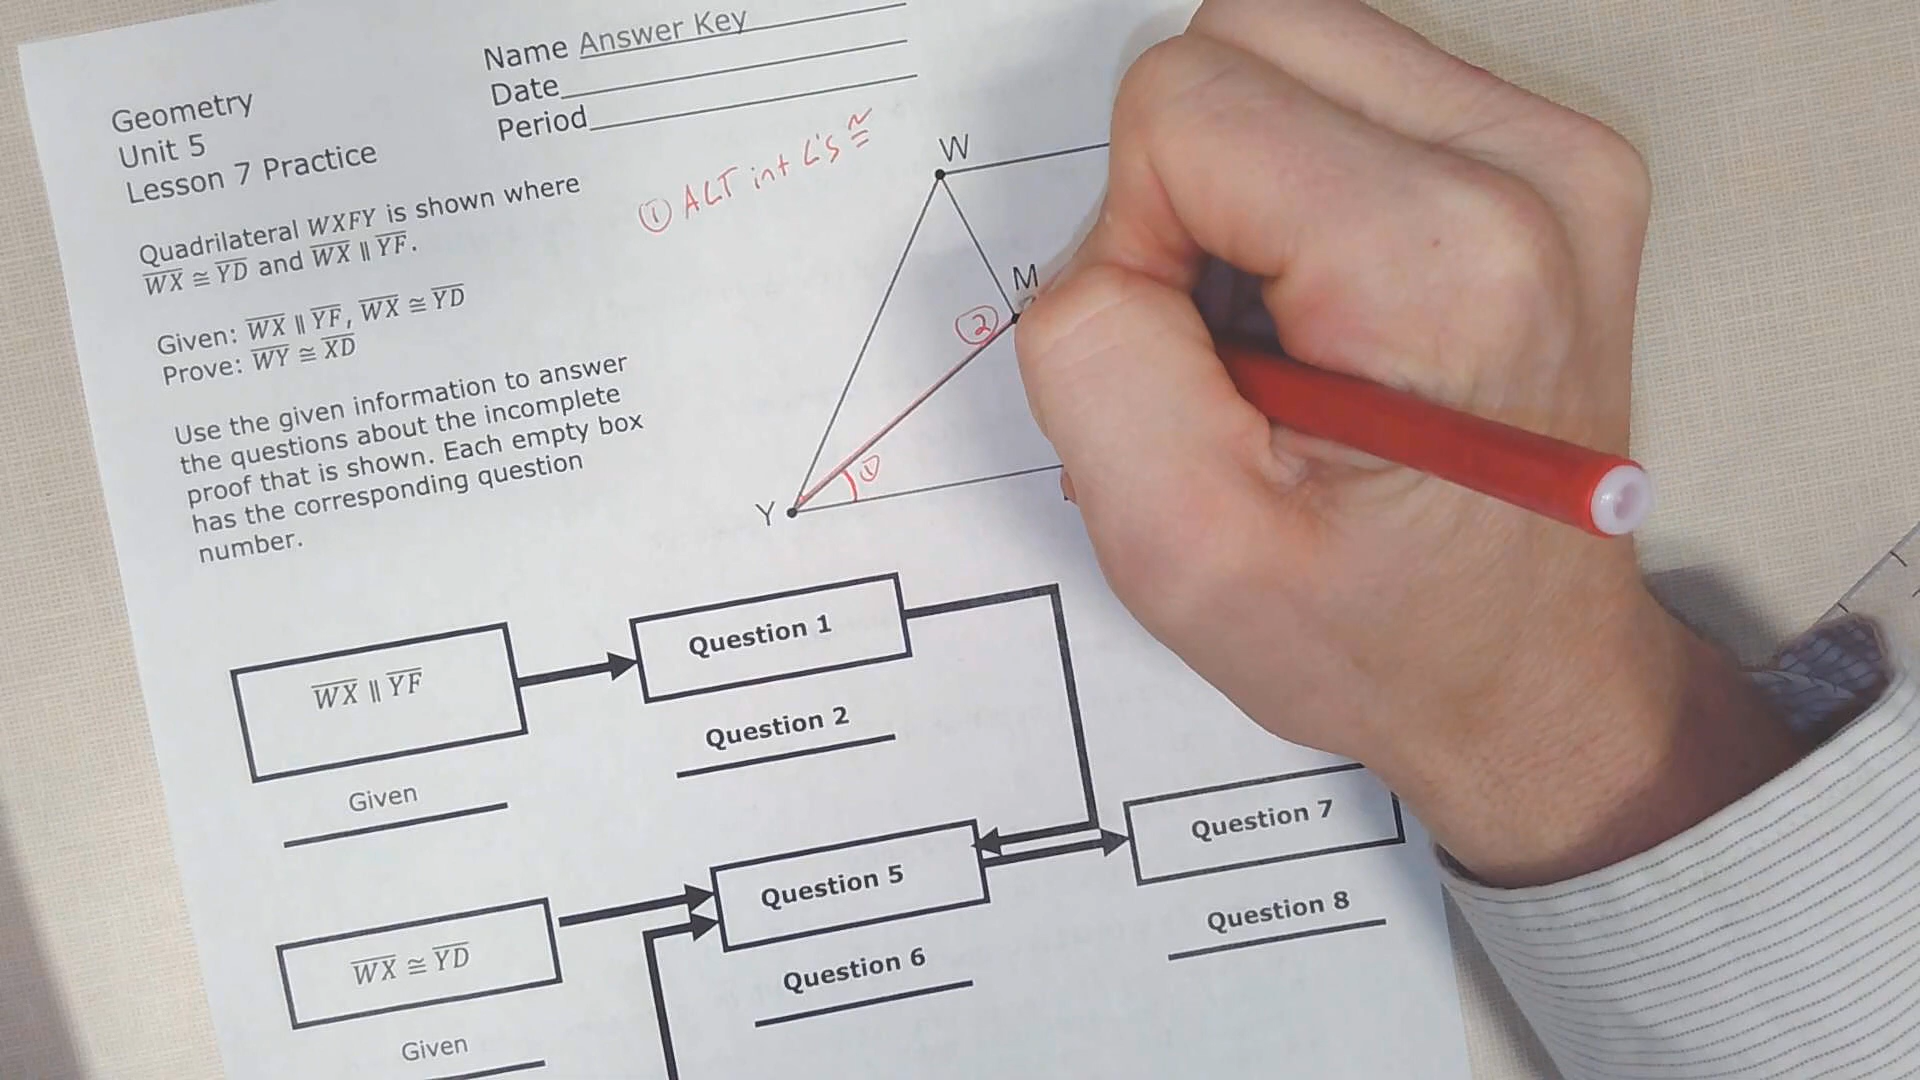 Name Answer Key
Date
Period
Geometry
Unit 5
Lesson 7 Practice
Quadrilateral WXFY is shown where
WX ≅ YD and WX ∥ YF.
Given: WX ∥ YF, WX ≅ YD
Prove: WY ≅ XD
Use the given information to answer
the questions about the incomplete
proof that is shown. Each empty box
has the corresponding question
number.
① ALT int ∠'s ≅
W
M
②
①
Y
WX ∥ YF
Given
Question 1
Question 2
WX ≅ YD
Given
Question 5
Question 6
Question 7
Question 8